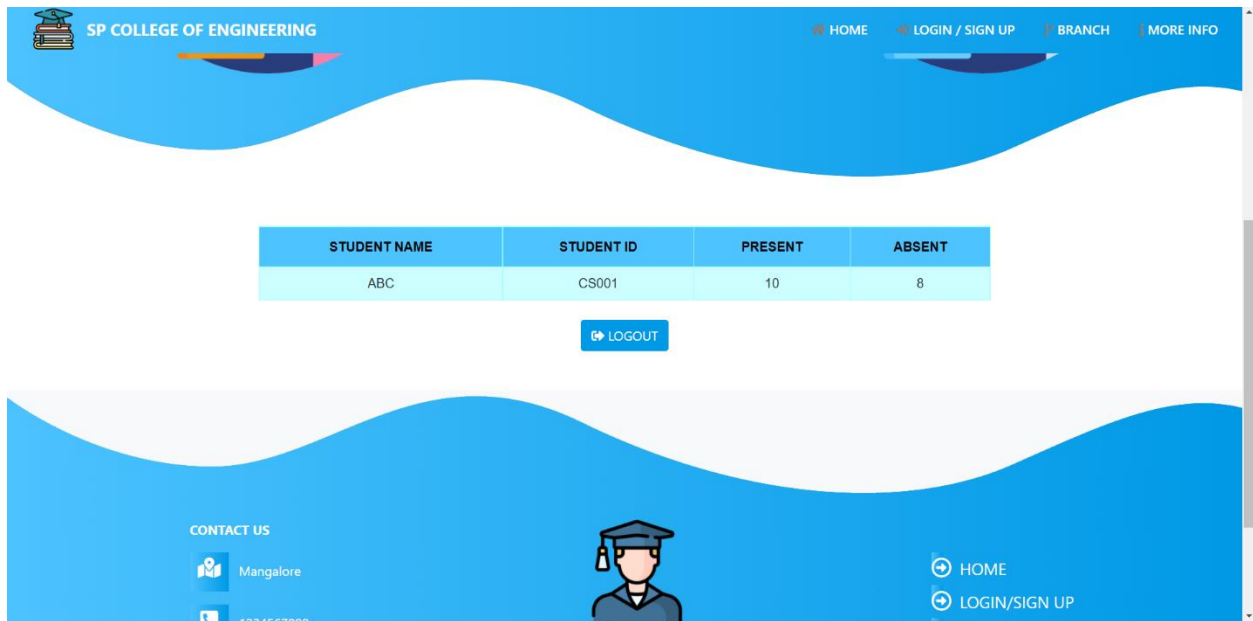 SP COLLEGE OF ENGINEERING
HOME LOGIN / SIGN UP BRANCH MORE INFO
STUDENT NAME STUDENT ID PRESENT ABSENT
ABC CS001 10 8
LOGOUT
CONTACT US
Mangalore
HOME
LOGIN/SIGN UP